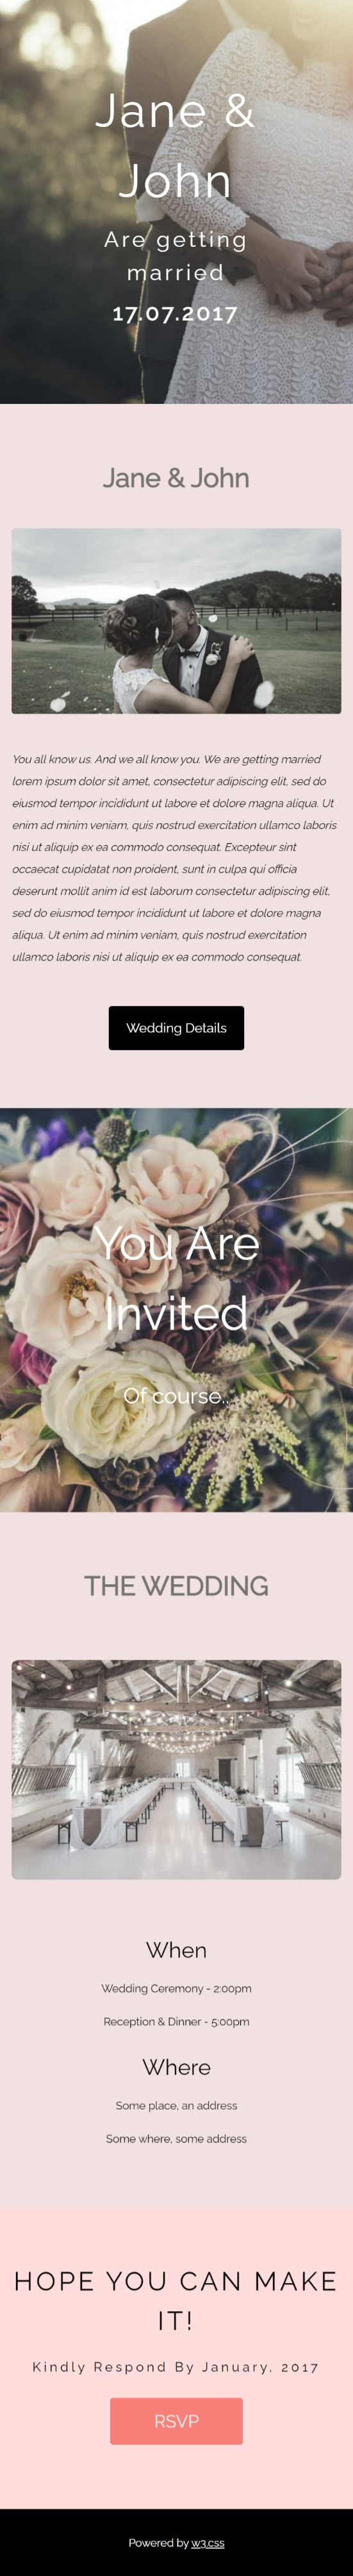 Jane &
John
Are getting
married
17.07.2017
Jane & John
You all know us. And we all know you. We are getting married
lorem ipsum dolor sit amet, consectetur adipiscing elit, sed do
eiusmod tempor incididunt ut labore et dolore magna aliqua. Ut
enim ad minim veniam, quis nostrud exercitation ullamco laboris
nisi ut aliquip ex ea commodo consequat. Excepteur sint
occaecat cupidatat non proident, sunt in culpa qui officia
deserunt mollit anim id est laborum consectetur adipiscing elit,
sed do eiusmod tempor incididunt ut labore et dolore magna
aliqua. Ut enim ad minim veniam, quis nostrud exercitation
ullamco laboris nisi ut aliquip ex ea commodo consequat.
Wedding Details
You Are
Invited
Of course..
THE WEDDING
When
Wedding Ceremony - 2:00pm
Reception & Dinner - 5:00pm
Where
Some place, an address
Some where, some address
HOPE YOU CAN MAKE
IT!
Kindly Respond By January, 2017
RSVP
Powered by w3.css